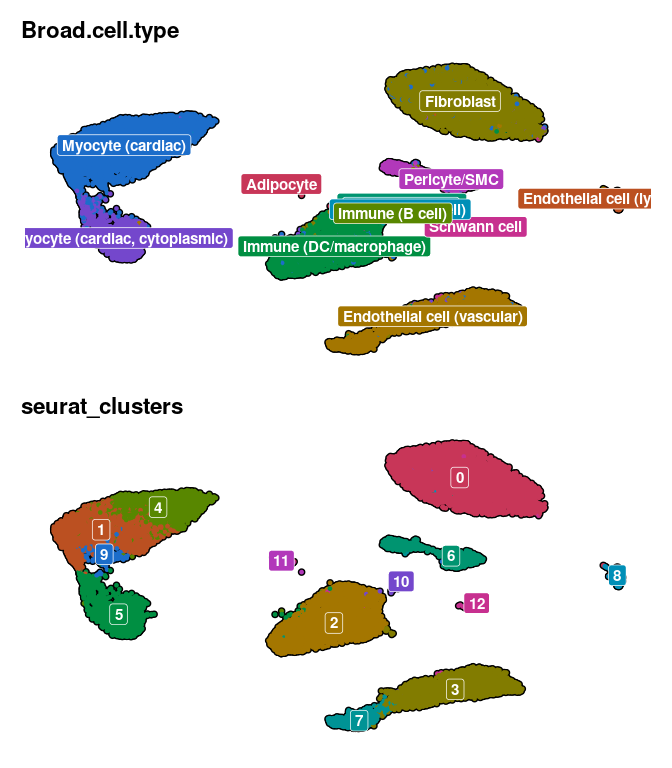 Broad.cell.type
Fibroblast
Myocyte (cardiac)
Pericyte/SMC
Adipocyte
Endothelial cell (ly
ll)
Immune (B cell)
Schwann cell
yocyte (cardiac, cytoplasmic)
Immune (DC/macrophage)
Endothelial cell (vascular)
seurat_clusters
0
4
1
9
6
11
8
10
12
5
2
3
7